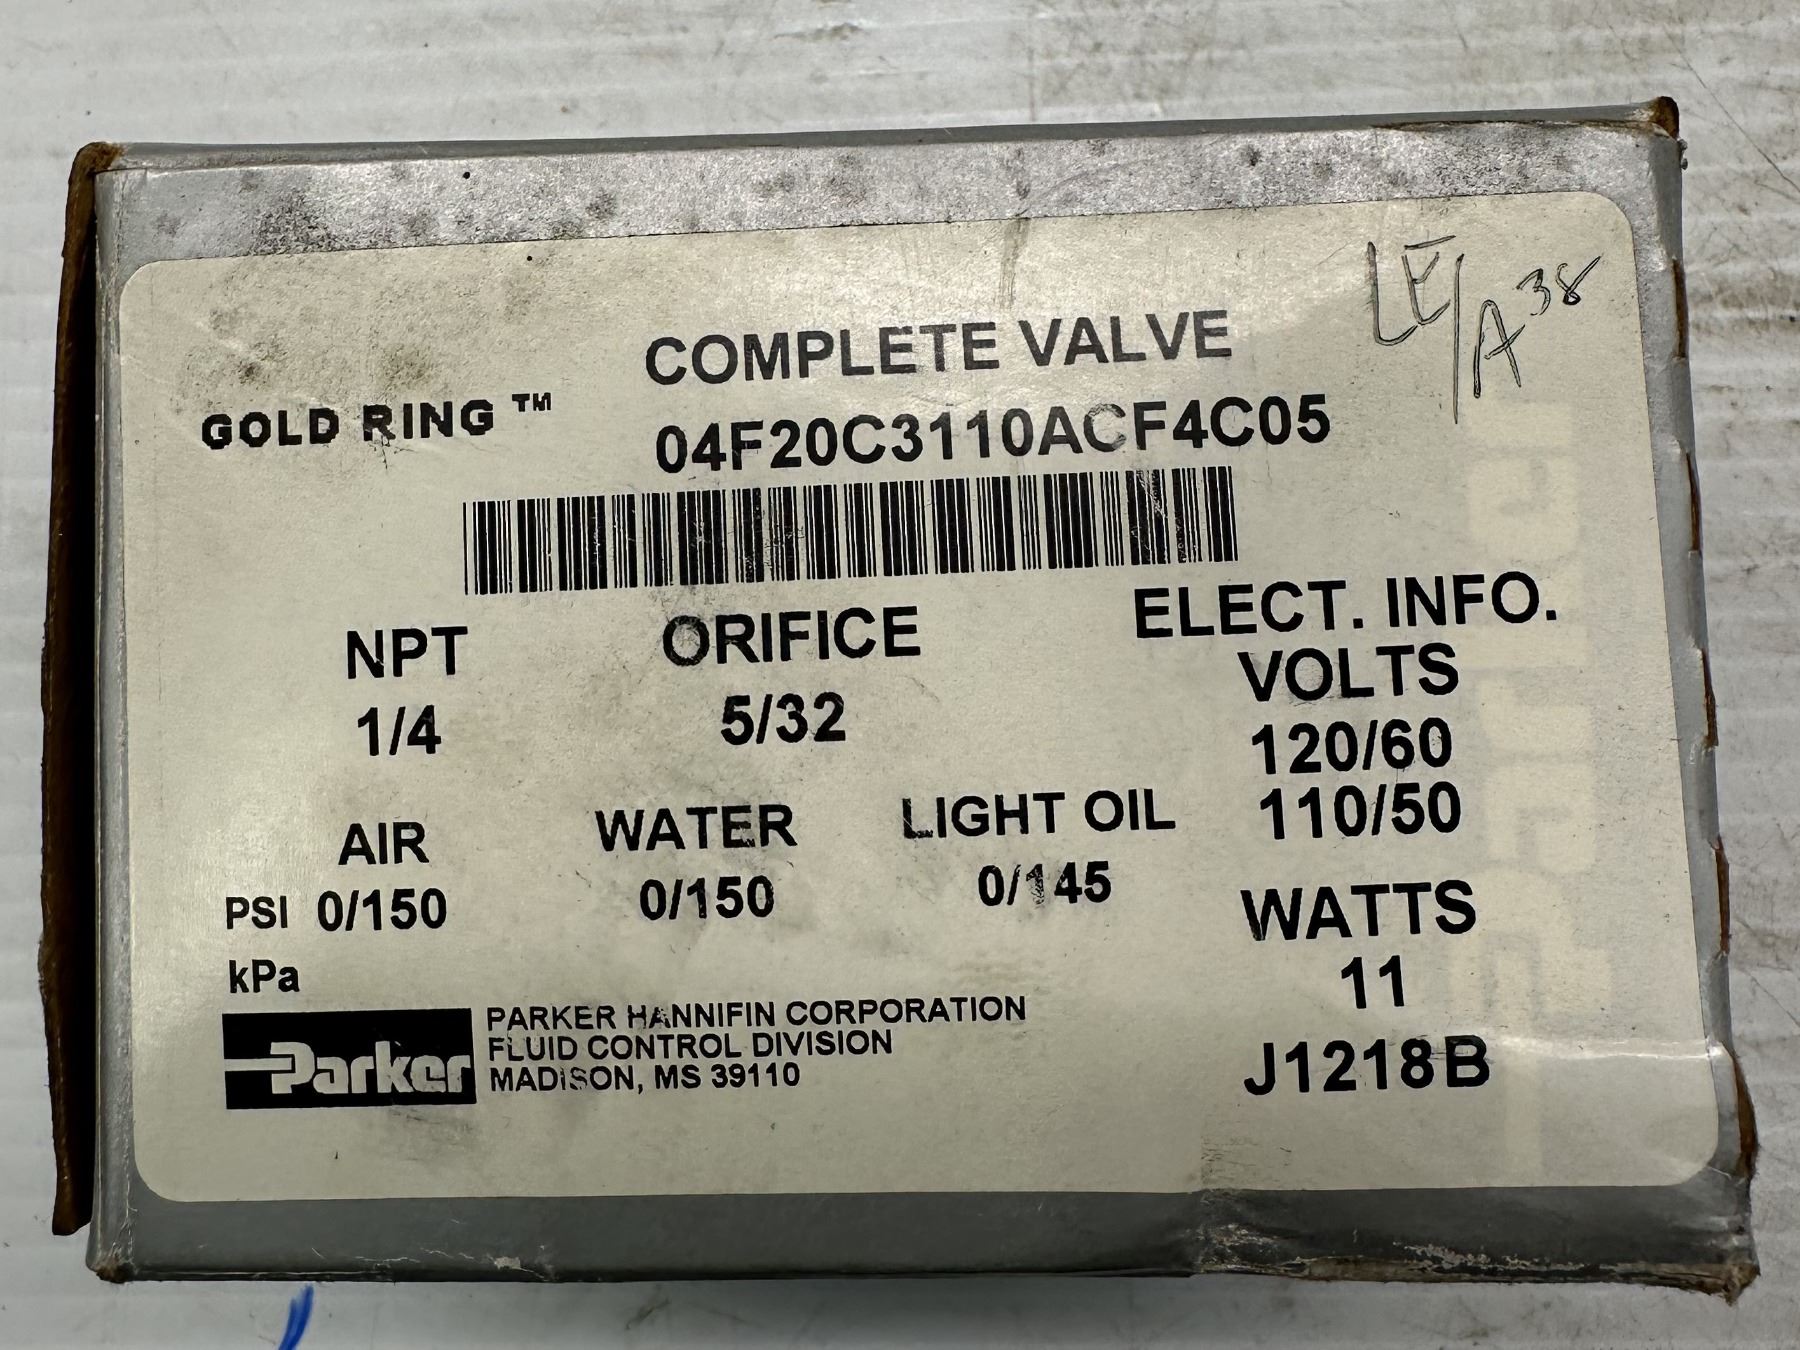 LE/A38
COMPLETE VALVE
GOLD RING ™
04F20C3110ACF4C05
NPT
ORIFICE
ELECT. INFO.
VOLTS
1/4
5/32
120/60
110/50
AIR
WATER
LIGHT OIL
PSI 0/150
0/150
0/145
WATTS
11
kPa
J1218B
Parker
PARKER HANNIFIN CORPORATION
FLUID CONTROL DIVISION
MADISON, MS 39110